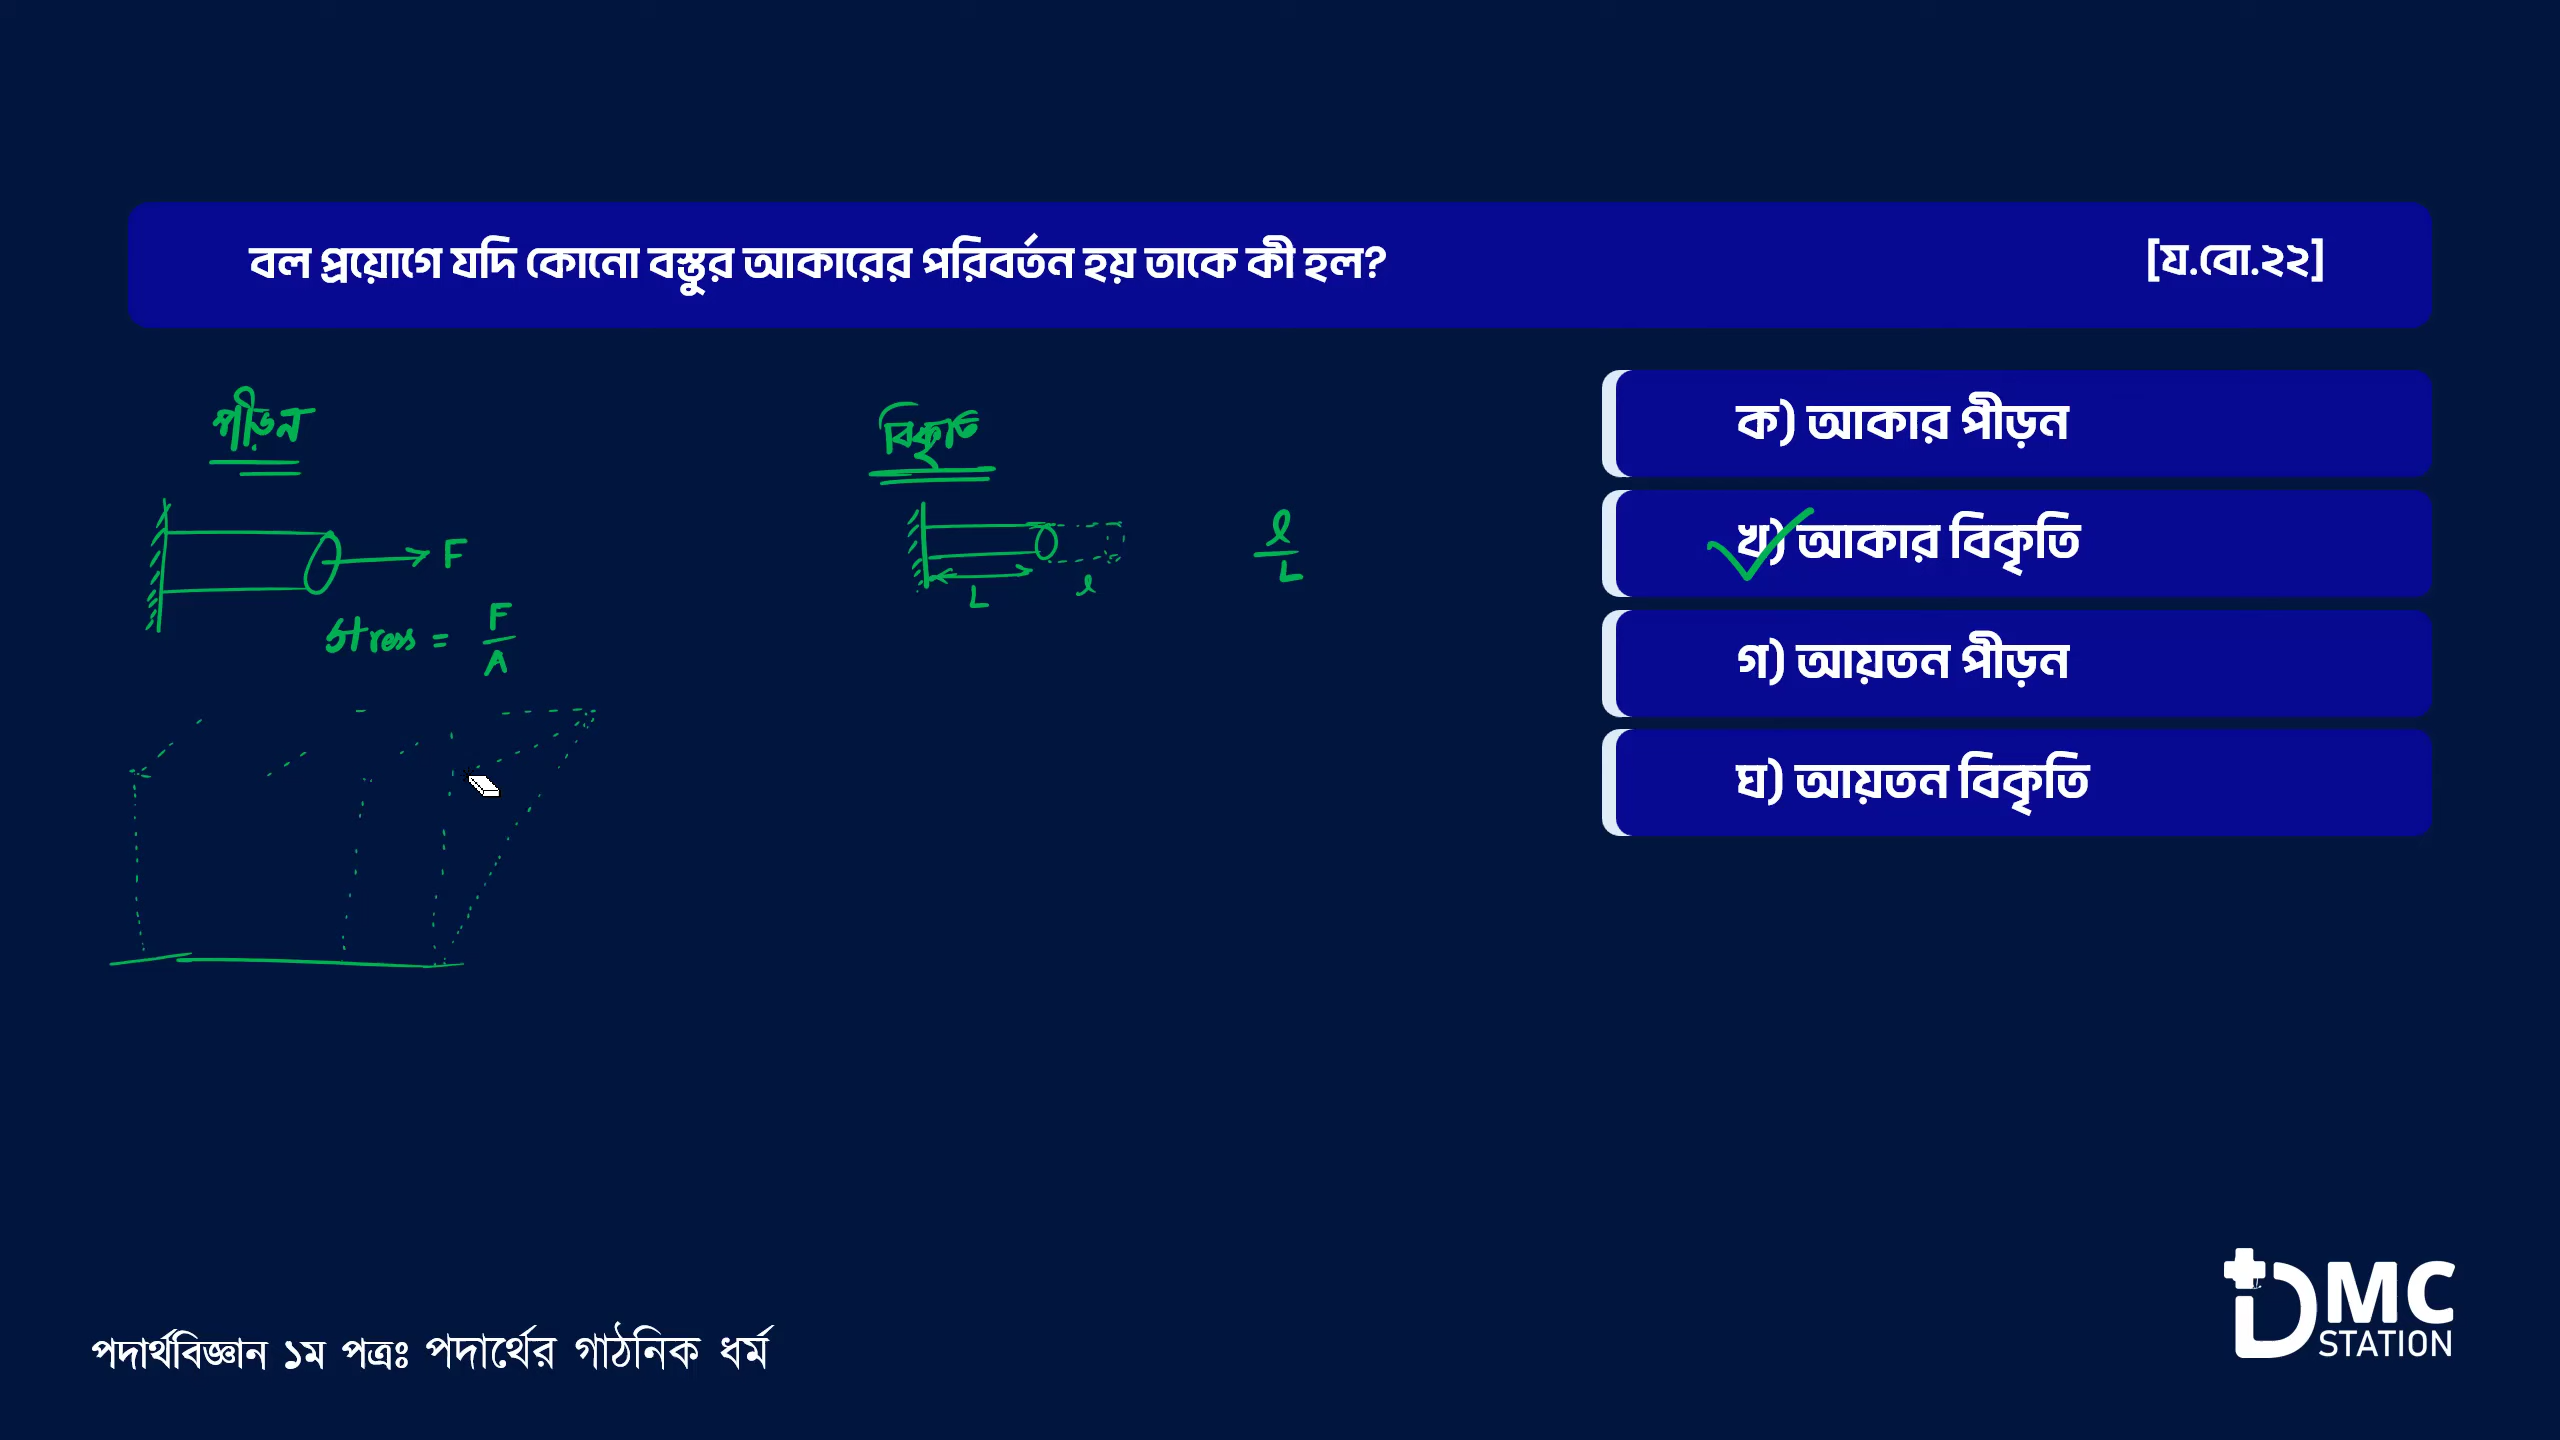 বল প্রয়োগে যদি কোনো বস্তুর আকারের পরিবর্তন হয় তাকে কী হল?
[য.বো.২২]
পীড়ন
F
Stress = F/A
বিকৃতি
L
l
l/L
ক) আকার পীড়ন
খ) আকার বিকৃতি
গ) আয়তন পীড়ন
ঘ) আয়তন বিকৃতি
পদার্থবিজ্ঞান ১ম পত্রঃ পদার্থের গাঠনিক ধর্ম
DMC
STATION